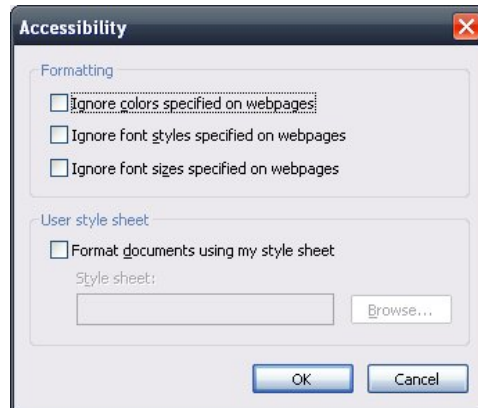 Accessibility
Formatting
Ignore colors specified on webpages
Ignore font styles specified on webpages
Ignore font sizes specified on webpages
User style sheet
Format documents using my style sheet
Style sheet:
Browse...
OK Cancel